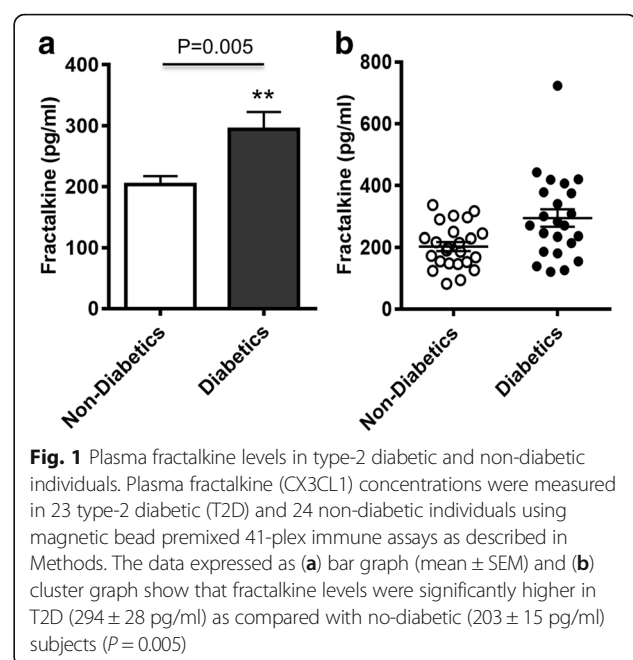 a
P=0.005
Fractalkine (pg/ml)
400
300
200
100
0
**
Non-Diabetics
Diabetics
b
Fractalkine (pg/ml)
800
600
400
200
0
Non-Diabetics
Diabetics
Fig. 1 Plasma fractalkine levels in type-2 diabetic and non-diabetic
individuals. Plasma fractalkine (CX3CL1) concentrations were measured
in 23 type-2 diabetic (T2D) and 24 non-diabetic individuals using
magnetic bead premixed 41-plex immune assays as described in
Methods. The data expressed as (a) bar graph (mean ± SEM) and (b)
cluster graph show that fractalkine levels were significantly higher in
T2D (294 ± 28 pg/ml) as compared with no-diabetic (203 ± 15 pg/ml)
subjects (P = 0.005)